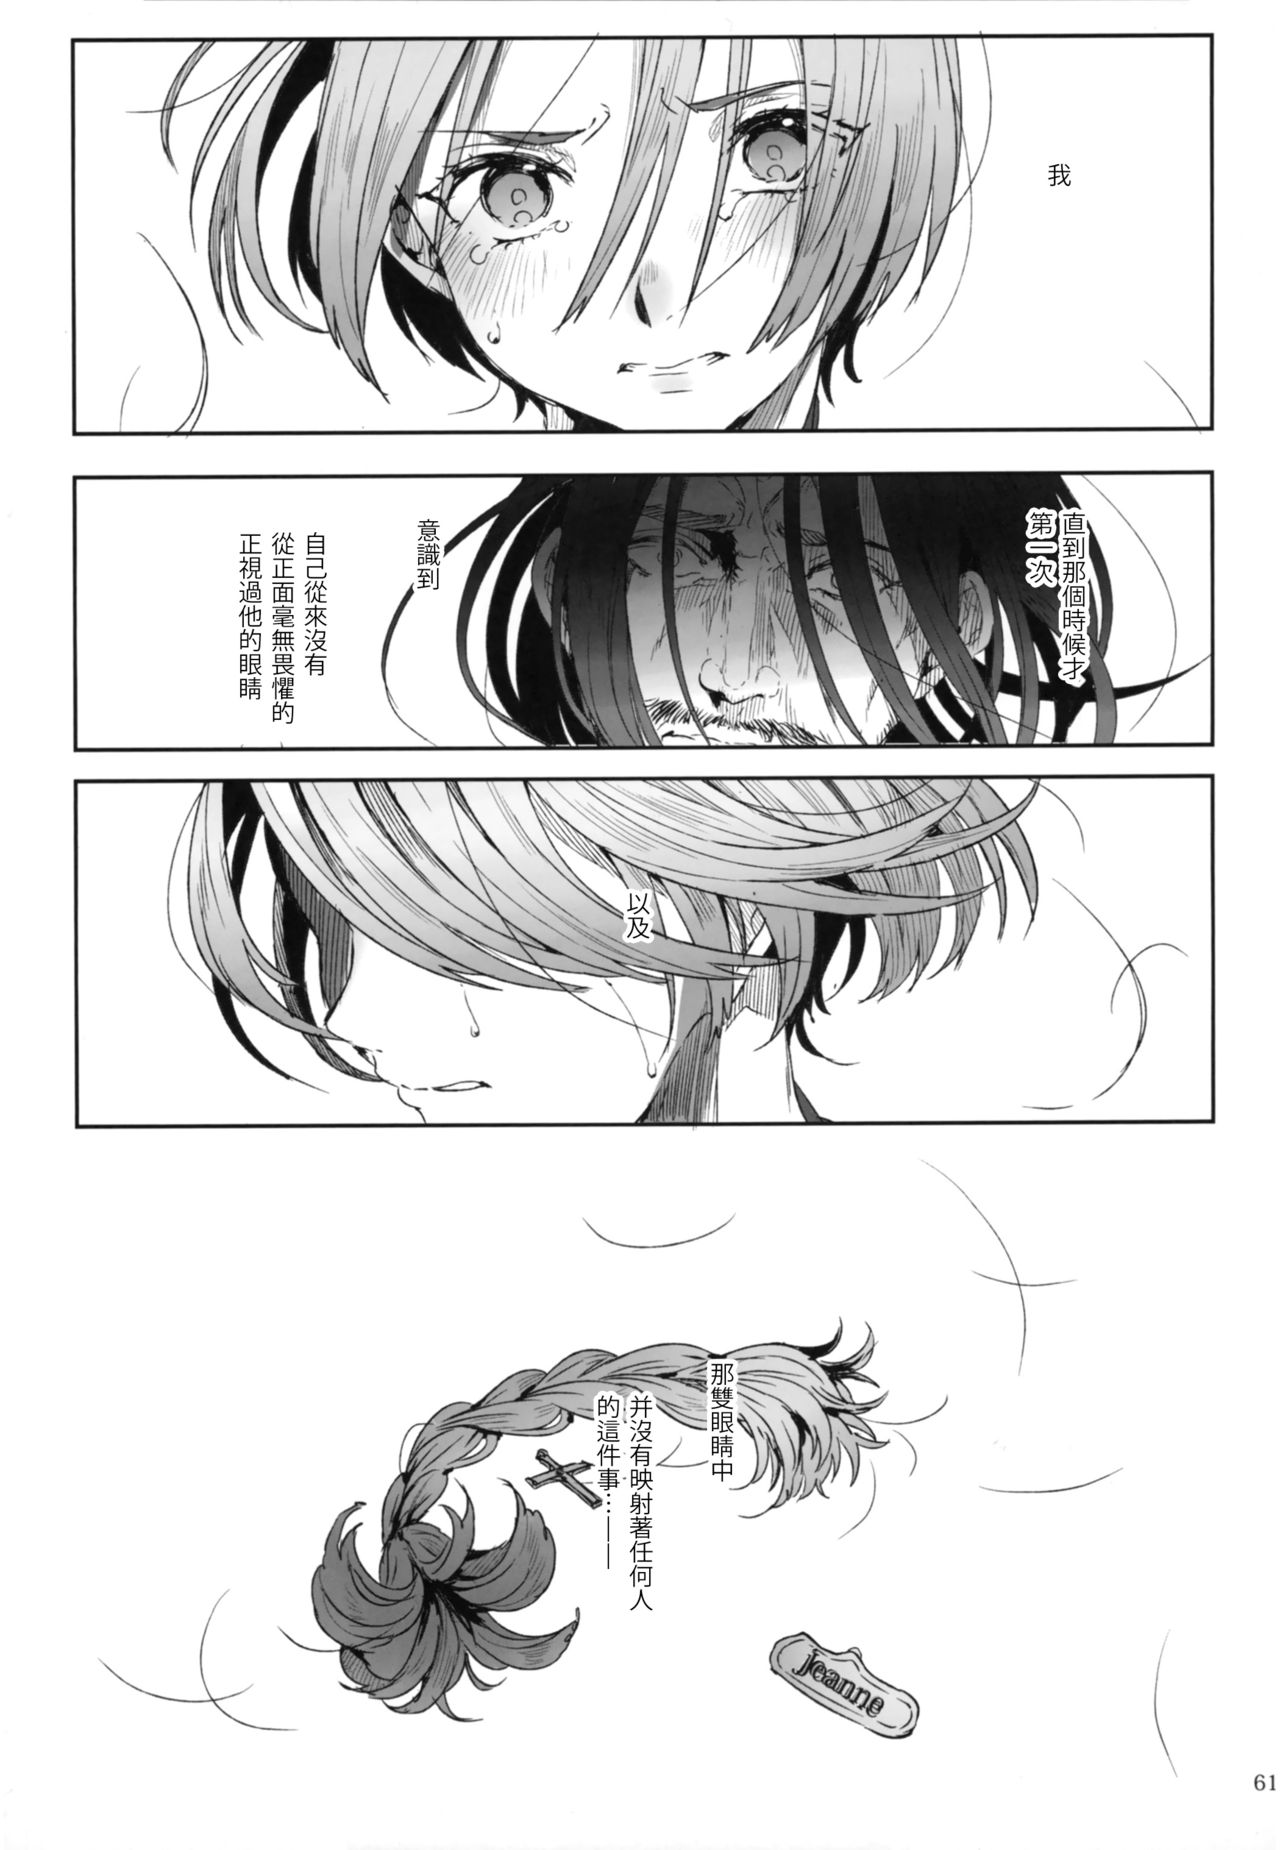 我
直到那個時候才
第一次
意識到
自己從來沒有
從正面毫無畏懼的
正視過他的眼睛
以及
那雙眼睛中
并沒有映射著任何人
的這件事…——
Jeanne
61